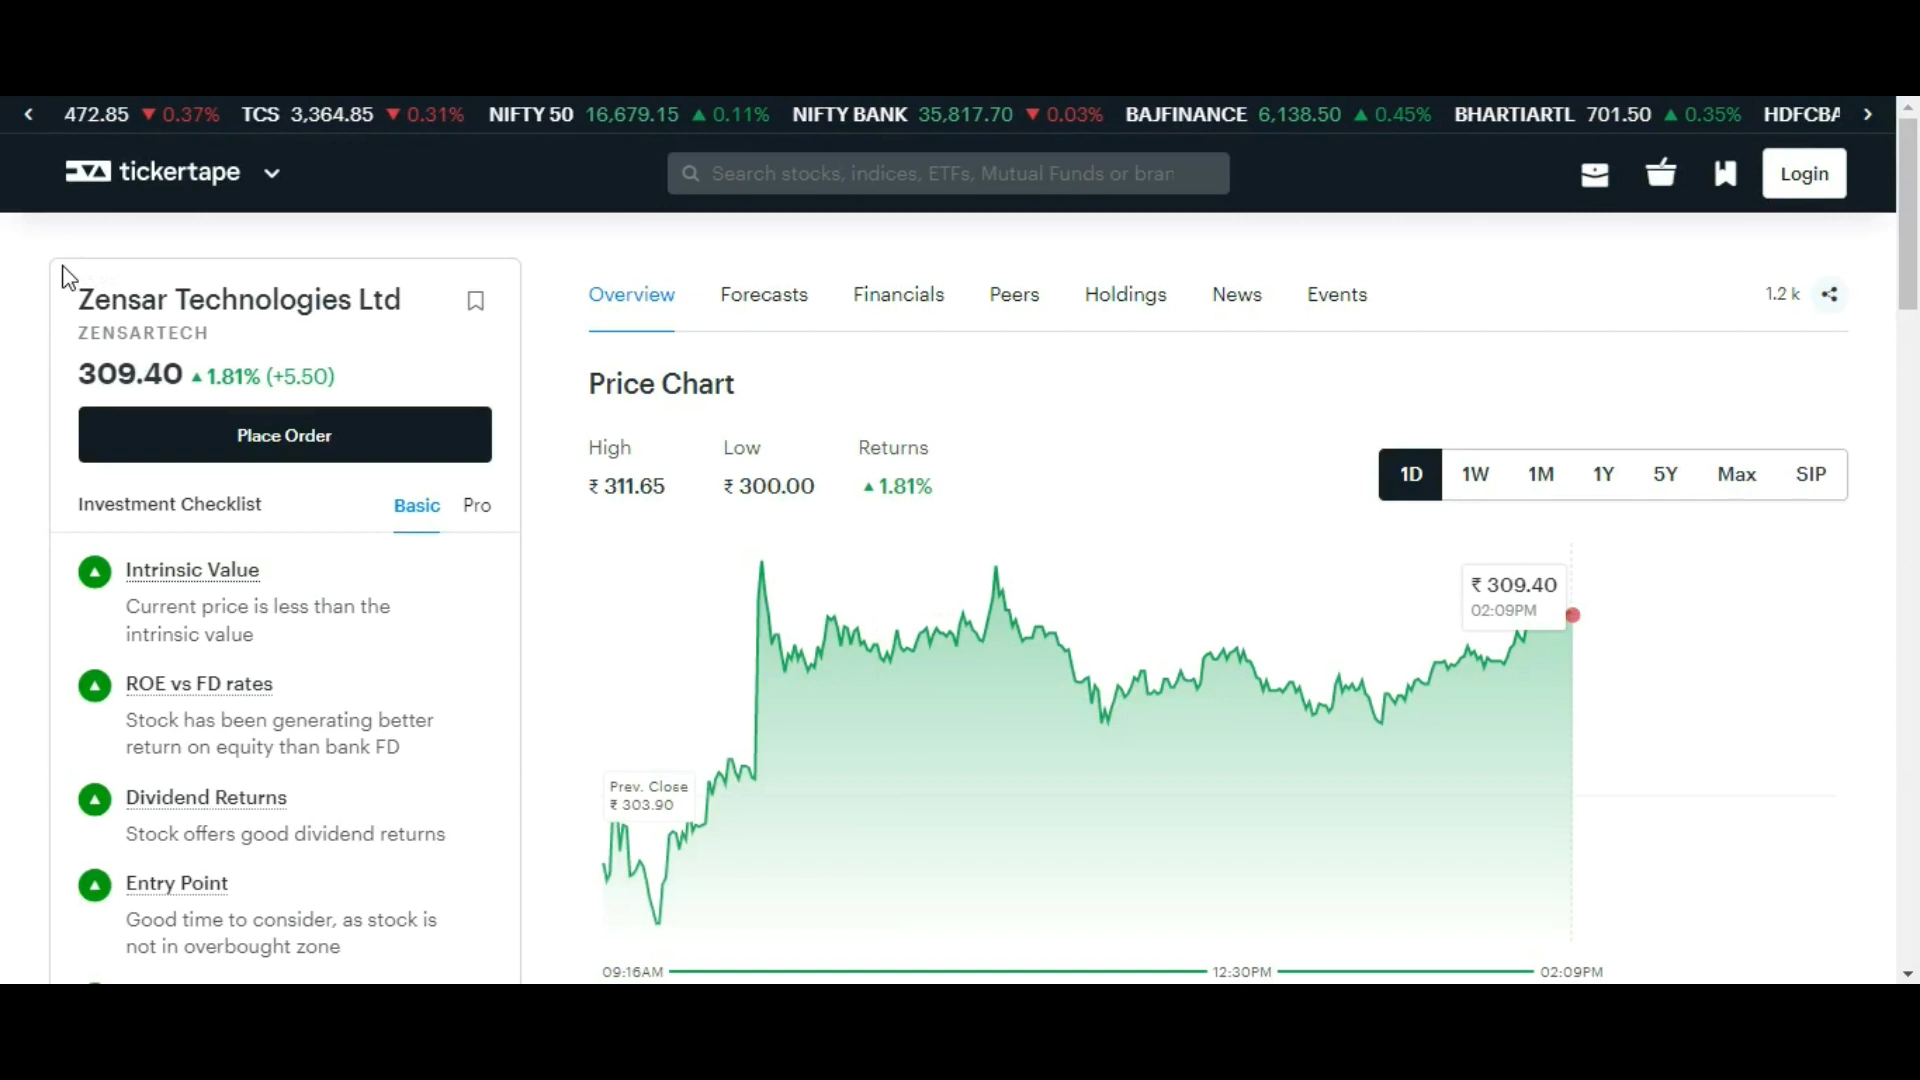 472.85 ▼ 0.37% TCS 3,364.85 ▼ 0.31% NIFTY 50 16,679.15 ▲ 0.11% NIFTY BANK 35,817.70 ▼ 0.03% BAJFINANCE 6,138.50 ▲ 0.45% BHARTIARTL 701.50 ▲ 0.35% HDFCBA
tickertape
Search stocks, indices, ETFs, Mutual Funds or bran
Login
Zensar Technologies Ltd
ZENSARTECH
309.40 ▲ 1.81% (+5.50)
Place Order
Investment Checklist Basic Pro
Intrinsic Value
Current price is less than the
intrinsic value
ROE vs FD rates
Stock has been generating better
return on equity than bank FD
Dividend Returns
Stock offers good dividend returns
Entry Point
Good time to consider, as stock is
not in overbought zone
Overview Forecasts Financials Peers Holdings News Events
1.2 k
Price Chart
High Low Returns
₹ 311.65 ₹ 300.00 ▲ 1.81%
1D 1W 1M 1Y 5Y Max SIP
₹ 309.40
02:09PM
Prev. Close
₹ 303.90
09:16AM 12:30PM 02:09PM